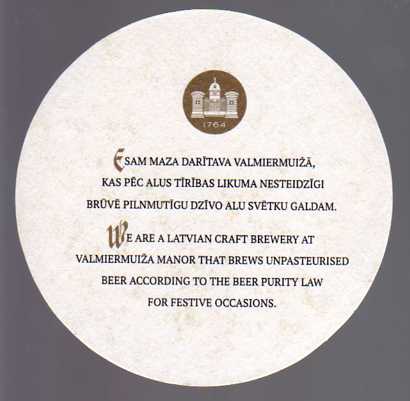 1764
ESAM MAZA DARĪTAVA VALMIERMUIŽĀ,
KAS PĒC ALUS TĪRĪBAS LIKUMA NESTEIDZĪGI
BRŪVĒ PILNMUTĪGU DZĪVO ALU SVĒTKU GALDAM.
WE ARE A LATVIAN CRAFT BREWERY AT
VALMIERMUIŽA MANOR THAT BREWS UNPASTEURISED
BEER ACCORDING TO THE BEER PURITY LAW
FOR FESTIVE OCCASIONS.